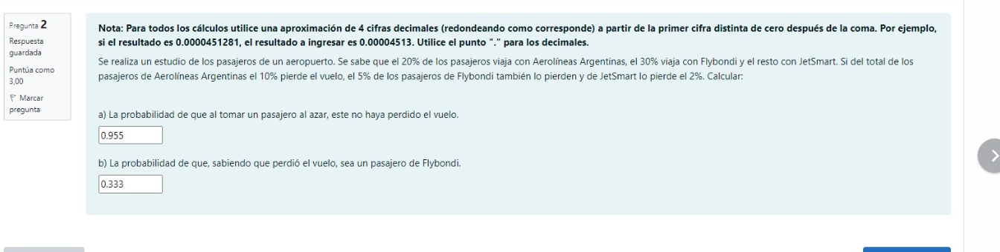 Pregunta 2
Respuesta
guardada
Puntúa como
3,00
Marcar
pregunta
Nota: Para todos los cálculos utilice una aproximación de 4 cifras decimales (redondeando como corresponde) a partir de la primer cifra distinta de cero después de la coma. Por ejemplo,
si el resultado es 0.0000451281, el resultado a ingresar es 0.00004513. Utilice el punto "." para los decimales.
Se realiza un estudio de los pasajeros de un aeropuerto. Se sabe que el 20% de los pasajeros viaja con Aerolíneas Argentinas, el 30% viaja con Flybondi y el resto con JetSmart. Si del total de los
pasajeros de Aerolíneas Argentinas el 10% pierde el vuelo, el 5% de los pasajeros de Flybondi también lo pierden y de JetSmart lo pierde el 2%. Calcular:
a) La probabilidad de que al tomar un pasajero al azar, este no haya perdido el vuelo.
0.955
b) La probabilidad de que, sabiendo que perdió el vuelo, sea un pasajero de Flybondi.
0.333